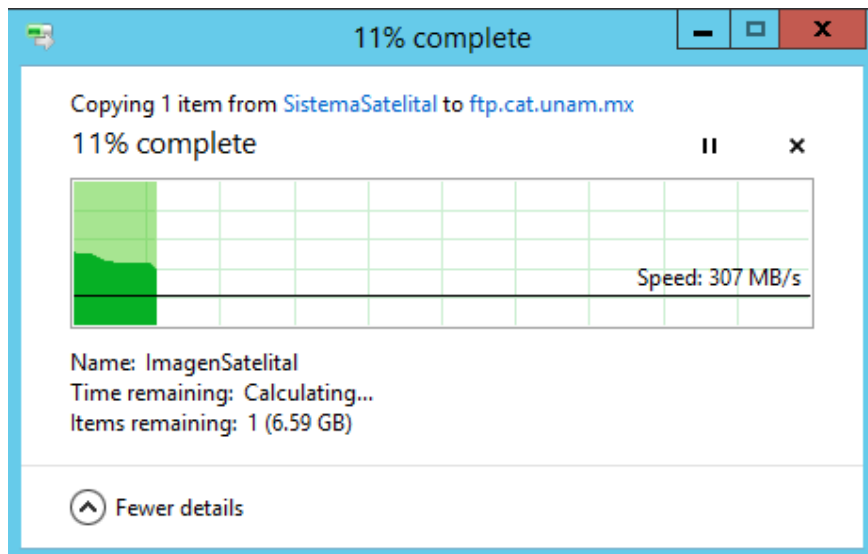 11% complete
Copying 1 item from SistemaSatelital to ftp.cat.unam.mx
11% complete
Speed: 307 MB/s
Name: ImagenSatelital
Time remaining: Calculating...
Items remaining: 1 (6.59 GB)
Fewer details